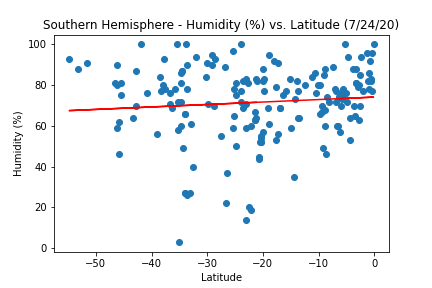 Southern Hemisphere - Humidity (%) vs. Latitude (7/24/20)
100
80
60
40
20
0
Humidity (%)
−50 −40 −30 −20 −10 0
Latitude